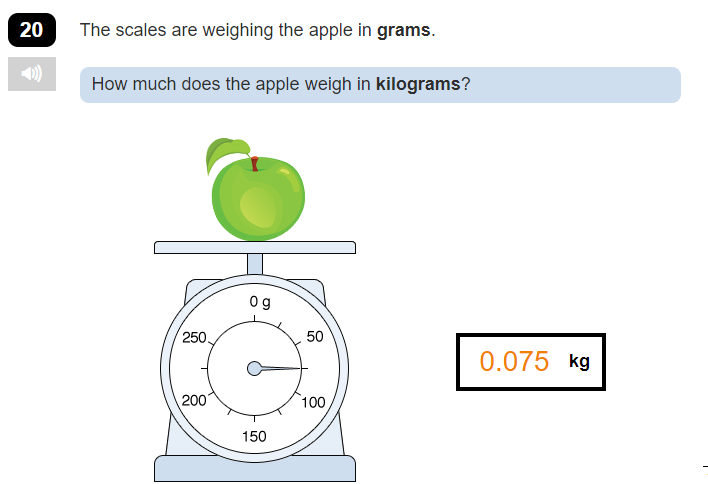 20
The scales are weighing the apple in grams.
How much does the apple weigh in kilograms?
0 g
250
50
200
100
150
0.075 kg